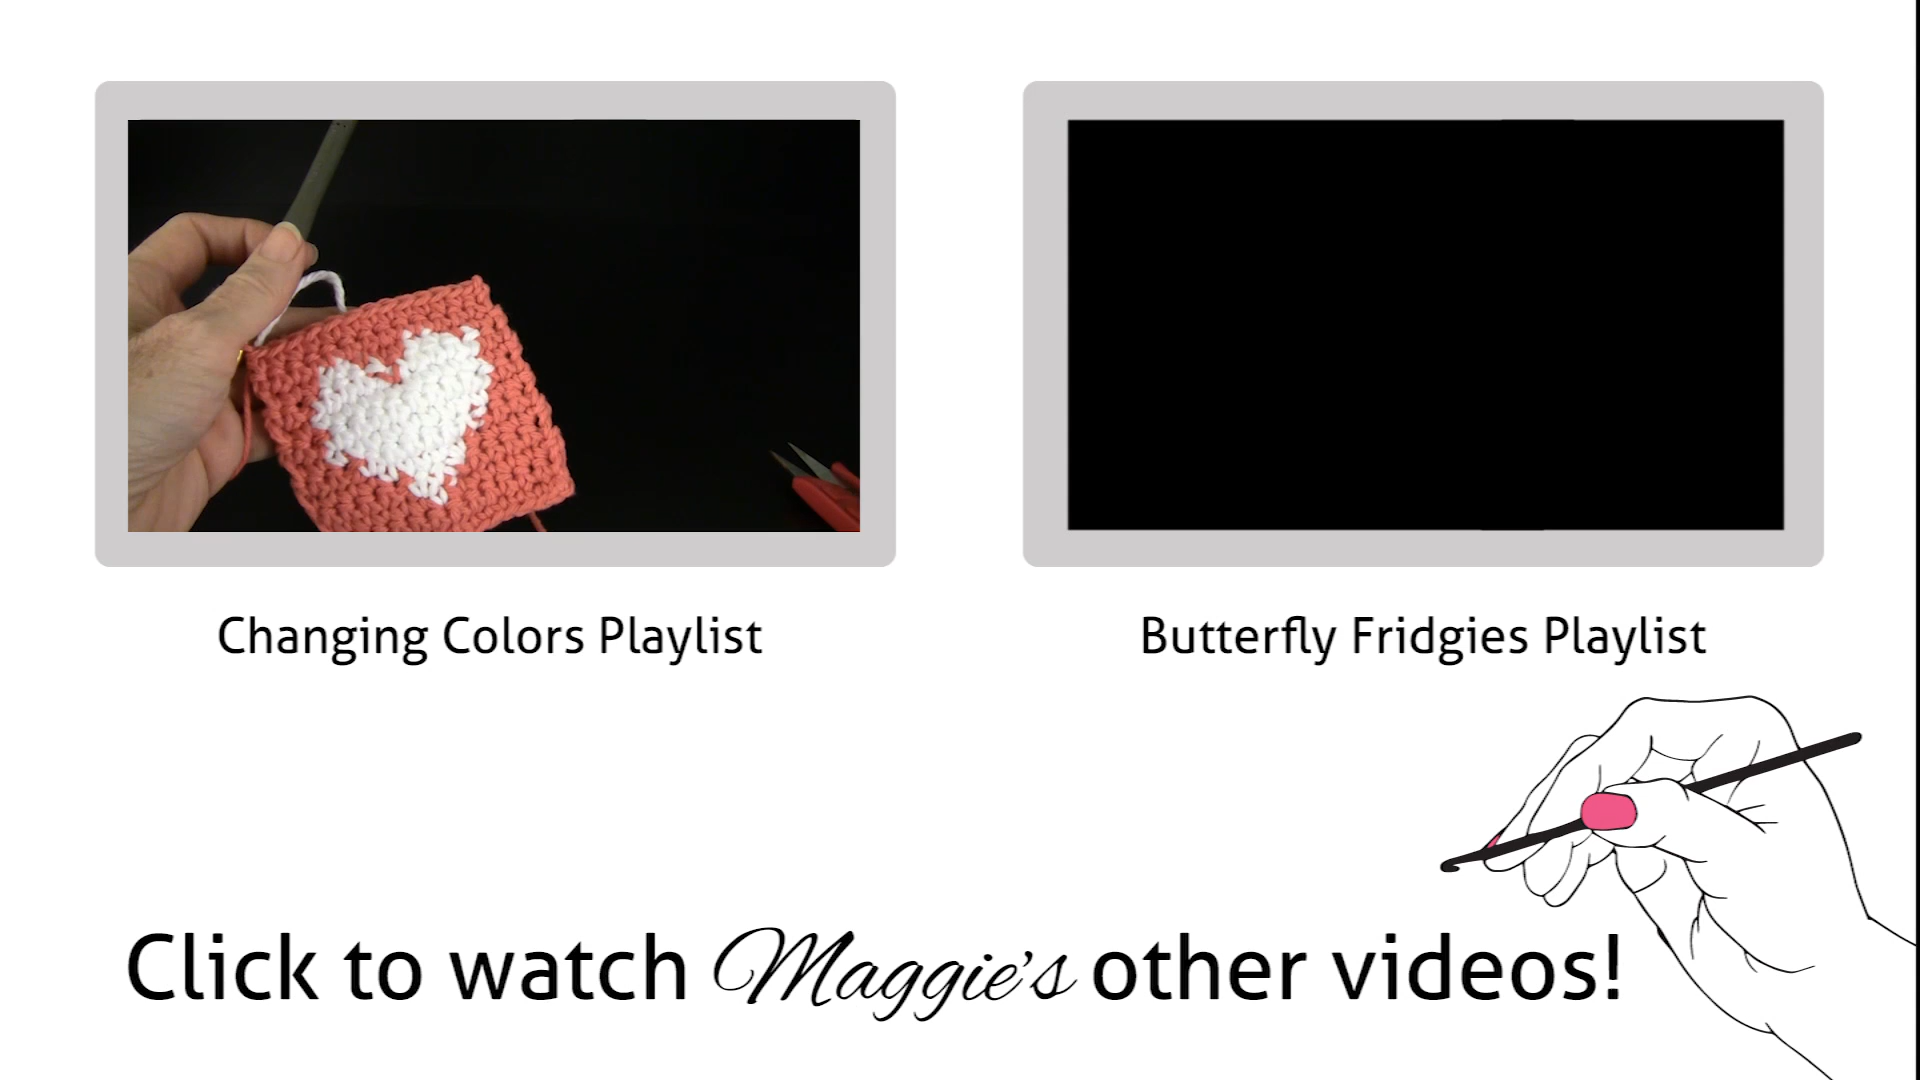 Changing Colors Playlist
Butterfly Fridgies Playlist
Click to watch Maggie's other videos!